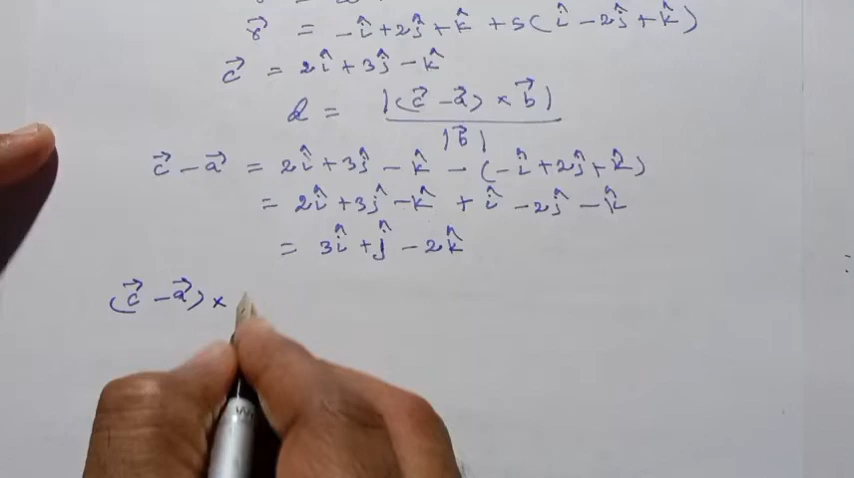 r⃗ = -î + 2ĵ + k̂ + s(î - 2ĵ + k̂)
c⃗ = 2î + 3ĵ - k̂
d = |(c⃗ - a⃗) × b⃗| / |b⃗|
c⃗ - a⃗ = 2î + 3ĵ - k̂ - (-î + 2ĵ + k̂)
= 2î + 3ĵ - k̂ + î - 2ĵ - k̂
= 3î + ĵ - 2k̂
(c⃗ - a⃗) ×